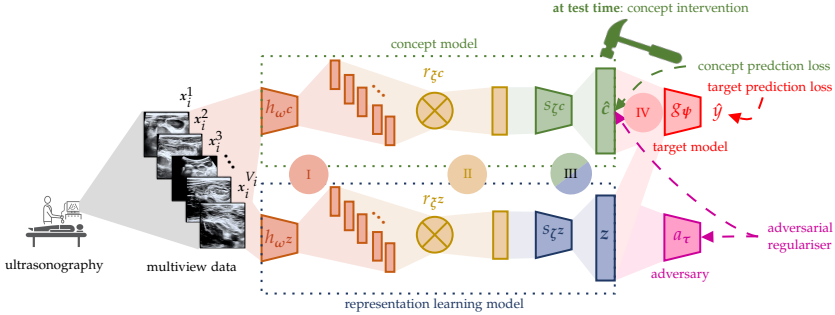 at test time: concept intervention
concept model
concept predction loss
target prediction loss
x_i^1
x_i^2
x_i^3
x_i^{V_i}
h_{ω^c}
r_{ξ^c}
s_{ζ^c}
ĉ
IV
g_ψ
ŷ
target model
I
II
III
h_{ω^z}
r_{ξ^z}
s_{ζ^z}
z
a_τ
adversarial
regulariser
adversary
ultrasonography
multiview data
representation learning model